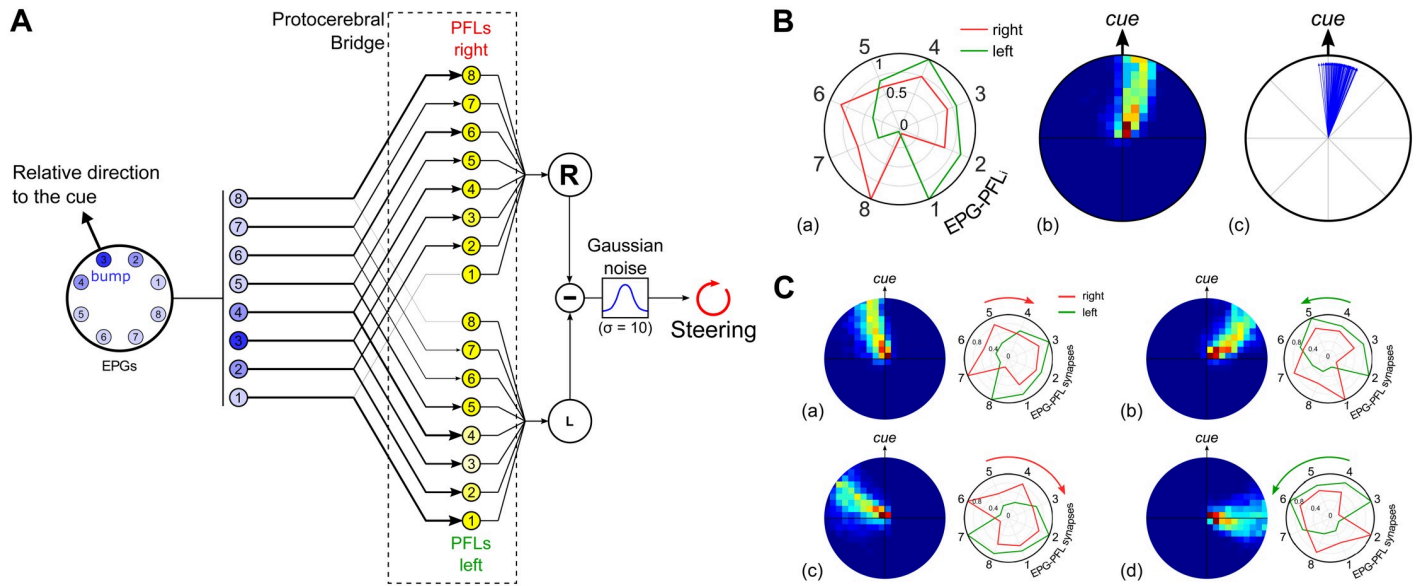 A
Protocerebral
Bridge
PFLs
right
8
7
6
5
4
3
2
1
8
7
6
5
4
3
2
1
PFLs
left
Relative direction
to the cue
bump
3
2
1
8
7
6
5
4
EPGs
8
7
6
5
4
3
2
1
R
L
Gaussian
noise
(σ = 10)
Steering
B
right
left
5
4
6
3
7
2
8
1
1
0.5
0
EPG-PFLi
(a)
cue
(b)
cue
(c)
C
cue
(a)
right
left
5
4
6
3
7
2
8
1
0.8
0.4
0
EPG-PFL synapses
cue
(b)
5
4
6
3
7
2
8
1
0.8
0.4
0
EPG-PFL synapses
cue
(c)
5
4
6
3
7
2
8
1
0.8
0.4
0
EPG-PFL synapses
cue
(d)
5
4
6
3
7
2
8
1
0.8
0.4
0
EPG-PFL synapses